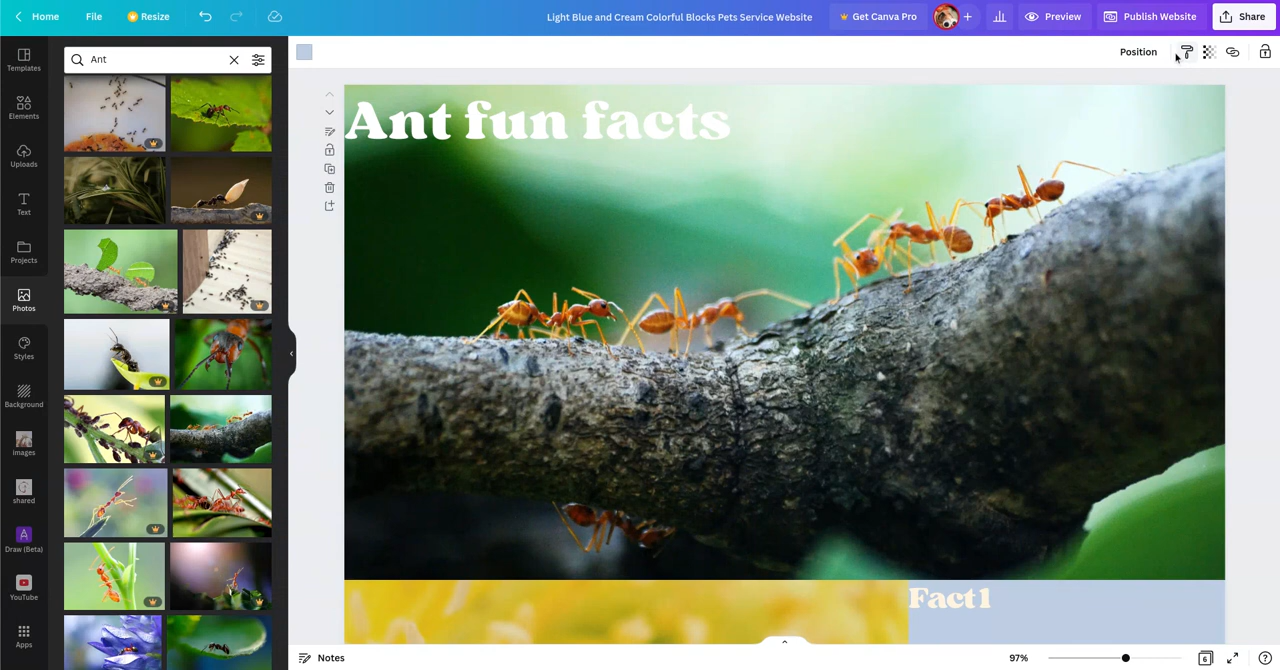 Home
File
Resize
Light Blue and Cream Colorful Blocks Pets Service Website
Get Canva Pro
Preview
Publish Website
Share
Templates
Elements
Uploads
Text
Projects
Photos
Styles
Background
images
shared
Draw (Beta)
YouTube
Apps
Ant
Position
Ant fun facts
Fact 1
Notes
97%
6